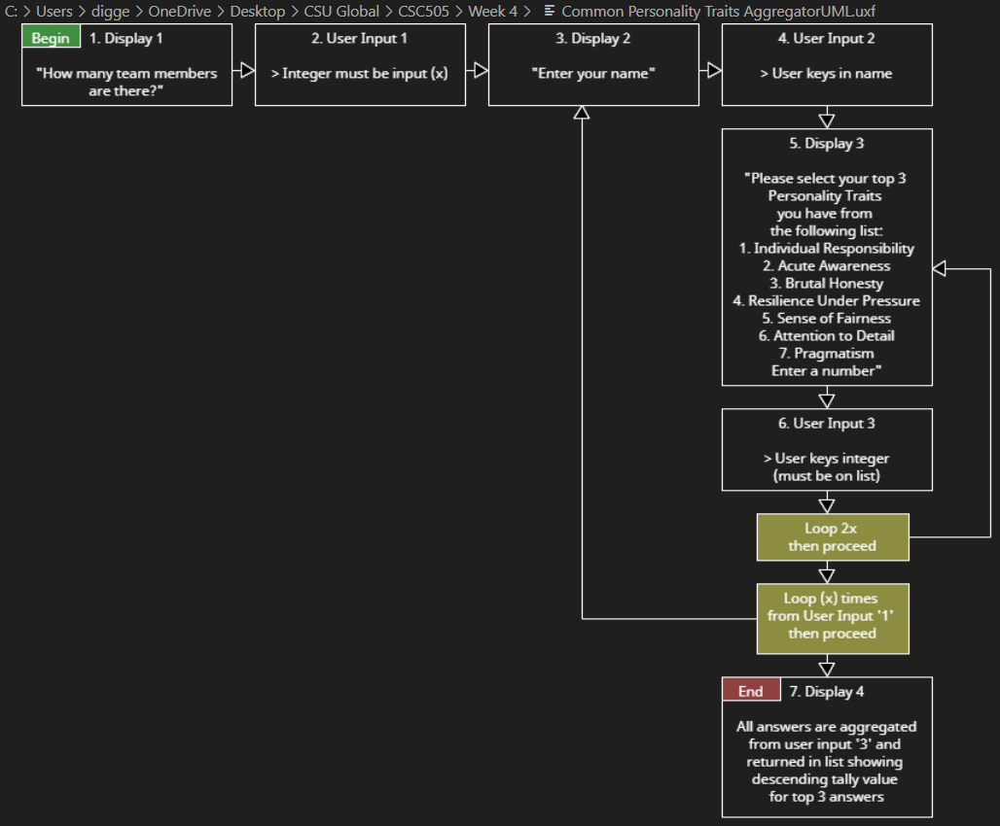 C: > Users > digge > OneDrive > Desktop > CSU Global > CSC505 > Week 4 > Common Personality Traits AggregatorUML.uxf
Begin 1. Display 1
"How many team members
are there?"
2. User Input 1
> Integer must be input (x)
3. Display 2
"Enter your name"
4. User Input 2
> User keys in name
5. Display 3
"Please select your top 3
Personality Traits
you have from
the following list:
1. Individual Responsibility
2. Acute Awareness
3. Brutal Honesty
4. Resilience Under Pressure
5. Sense of Fairness
6. Attention to Detail
7. Pragmatism
Enter a number"
6. User Input 3
> User keys integer
(must be on list)
Loop 2x
then proceed
Loop (x) times
from User Input '1'
then proceed
End 7. Display 4
All answers are aggregated
from user input '3' and
returned in list showing
descending tally value
for top 3 answers